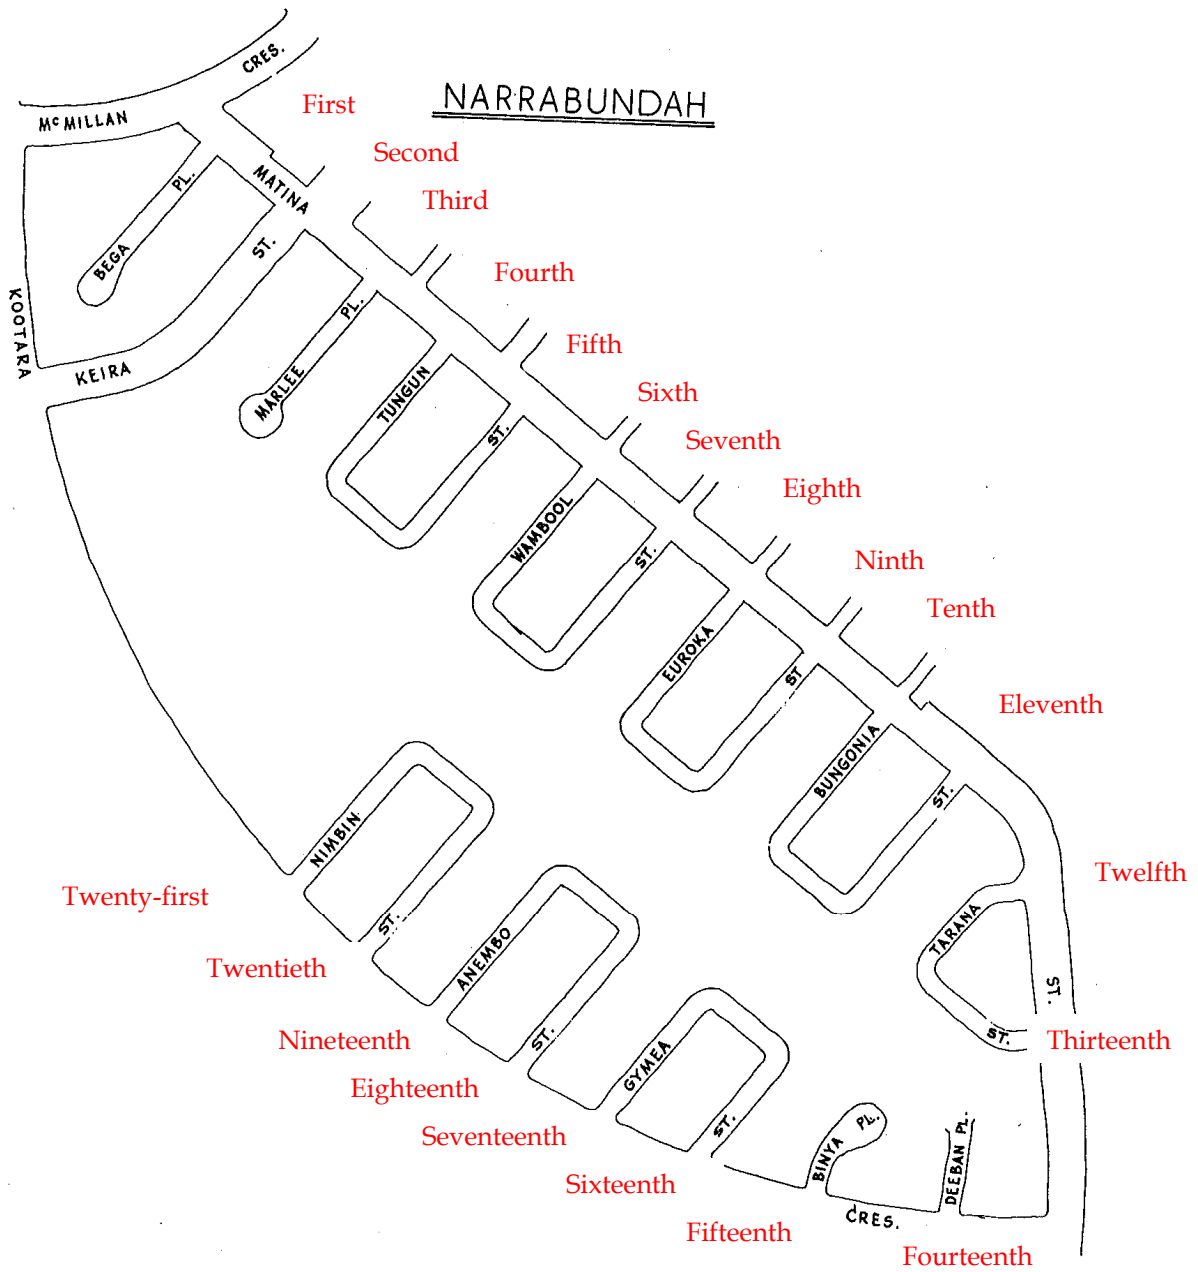 CRES.
NARRABUNDAH
First
McMILLAN
Second
MATINA
PL.
Third
ST.
BEGA
Fourth
KOOTARA
PL.
Fifth
KEIRA
MARLEE
TUNGUN
Sixth
ST.
Seventh
WAMBOOL
Eighth
ST.
Ninth
EUROKA
Tenth
ST
Eleventh
BUNGONIA
ST.
NIMBIN
Twelfth
Twenty-first
ST.
TARANA
ANEMBO
Twentieth
ST.
Nineteenth
ST.
ST.
Thirteenth
GYMEA
Eighteenth
ST.
PL.
PL.
Seventeenth
BINYA
DEEBAN
Sixteenth
CRES.
Fifteenth
Fourteenth